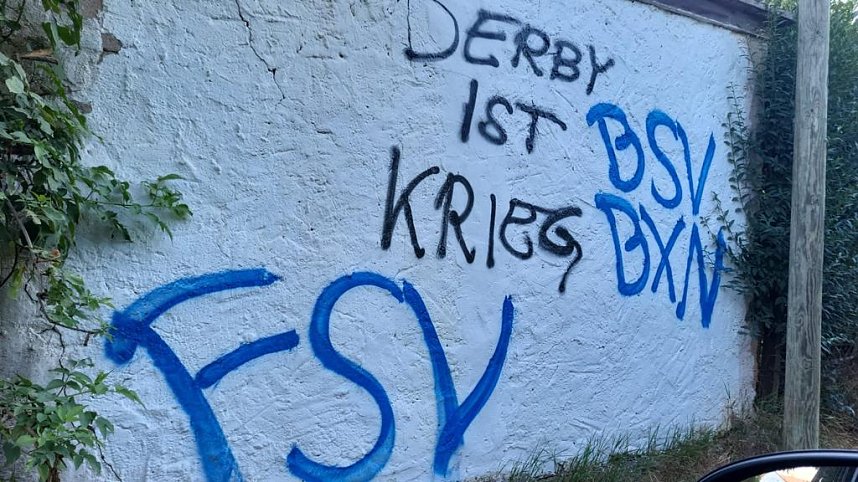 DERBY
IST
KRIEG
BSV
BXN
FSV